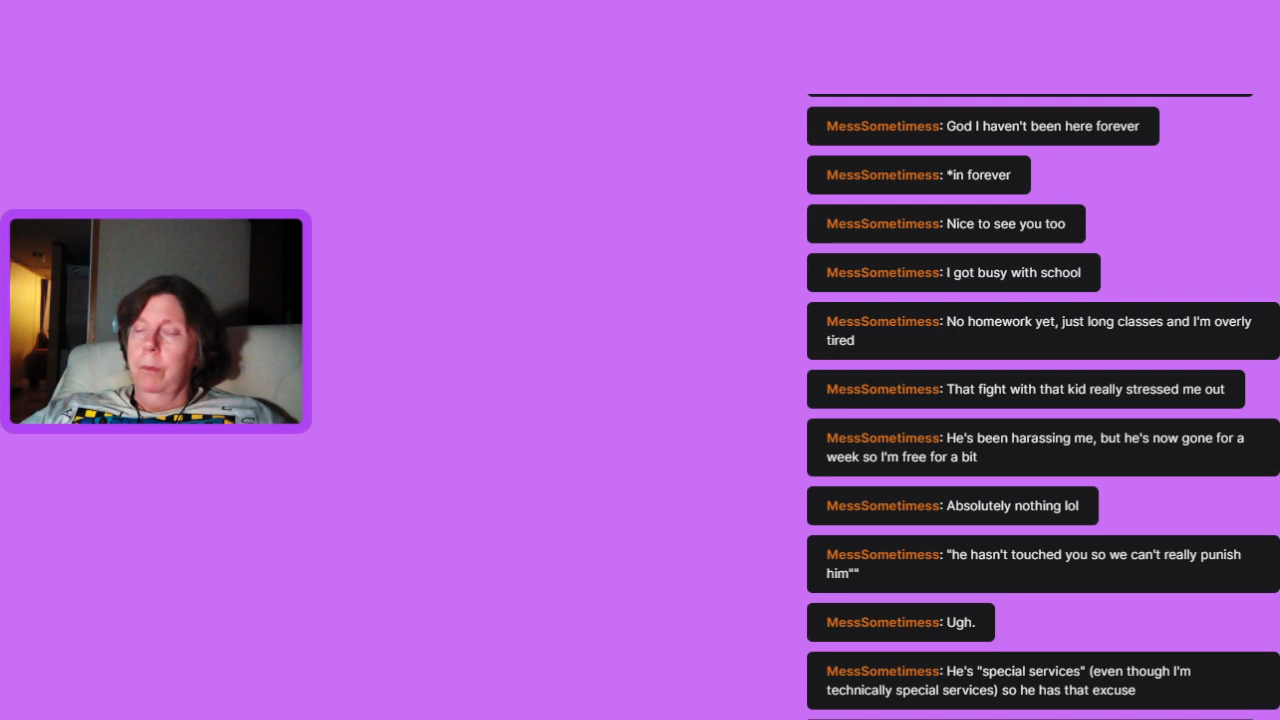 MessSometimess: God I haven't been here forever
MessSometimess: *in forever
MessSometimess: Nice to see you too
MessSometimess: I got busy with school
MessSometimess: No homework yet, just long classes and I'm overly
tired
MessSometimess: That fight with that kid really stressed me out
MessSometimess: He's been harassing me, but he's now gone for a
week so I'm free for a bit
MessSometimess: Absolutely nothing lol
MessSometimess: "he hasn't touched you so we can't really punish
him""
MessSometimess: Ugh.
MessSometimess: He's "special services" (even though I'm
technically special services) so he has that excuse